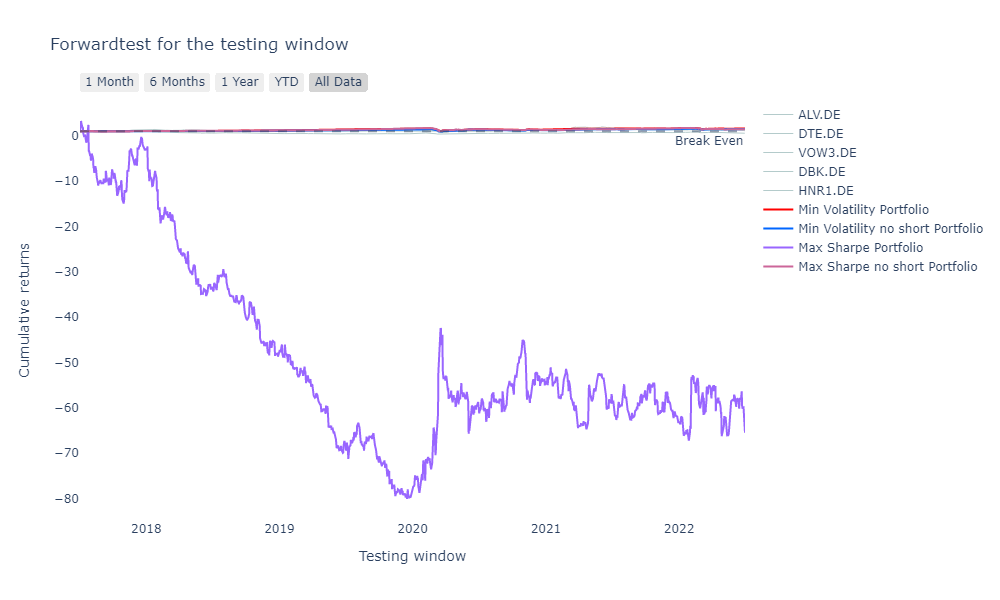 Forwardtest for the testing window
1 Month 6 Months 1 Year YTD All Data
ALV.DE
DTE.DE
VOW3.DE
DBK.DE
HNR1.DE
Min Volatility Portfolio
Min Volatility no short Portfolio
Max Sharpe Portfolio
Max Sharpe no short Portfolio
Break Even
0
−10
−20
−30
−40
−50
−60
−70
−80
Cumulative returns
2018 2019 2020 2021 2022
Testing window